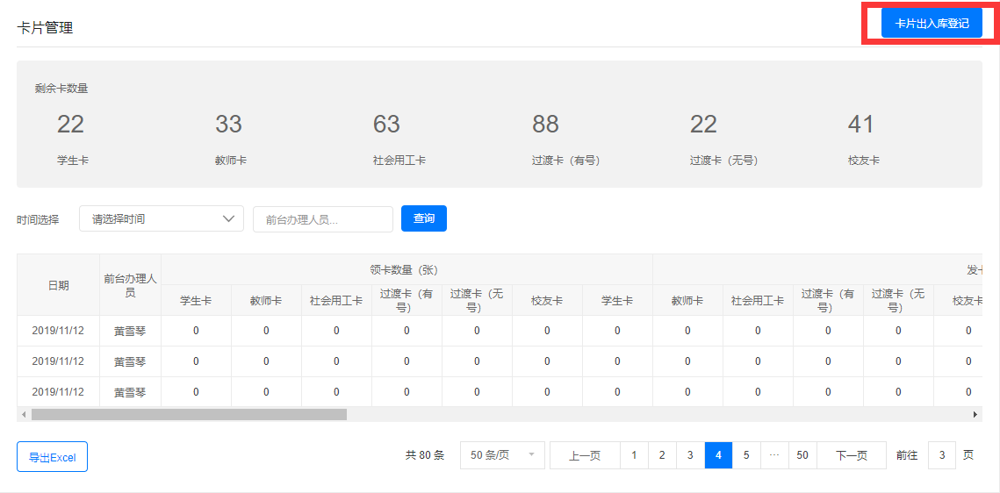 卡片管理
卡片出入库登记
剩余卡数量
22 33 63 88 22 41
学生卡 教师卡 社会用工卡 过渡卡（有号） 过渡卡（无号） 校友卡
时间选择 请选择时间 前台办理人员... 查询
日期 前台办理人员 领卡数量（张） 发卡
学生卡 教师卡 社会用工卡 过渡卡（有号） 过渡卡（无号） 校友卡 学生卡 教师卡 社会用工卡 过渡卡（有号） 过渡卡（无号） 校友卡
2019/11/12 黄雪琴 0 0 0 0 0 0 0 0 0 0 0 0
2019/11/12 黄雪琴 0 0 0 0 0 0 0 0 0 0 0 0
2019/11/12 黄雪琴 0 0 0 0 0 0 0 0 0 0 0 0
导出Excel 共 80 条 50 条/页 上一页 1 2 3 4 5 ··· 50 下一页 前往 3 页